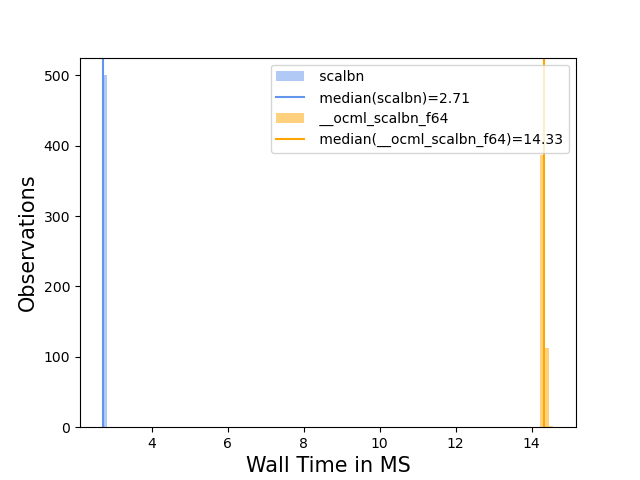 scalbn
median(scalbn)=2.71
__ocml_scalbn_f64
median(__ocml_scalbn_f64)=14.33
500
400
300
200
100
0
Observations
4 6 8 10 12 14
Wall Time in MS